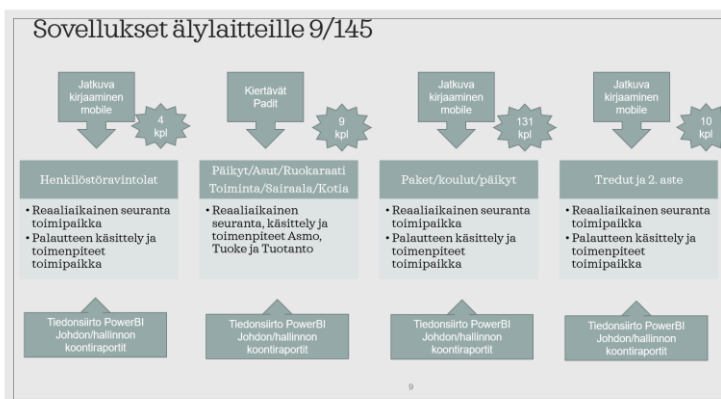 Sovellukset älylaitteille 9/145
Jatkuva
kirjaaminen
mobile
4
kpl
Henkilöstöravintolat
• Reaaliaikainen seuranta
toimipaikka
• Palautteen käsittely ja
toimenpiteet
toimipaikka
Tiedonsiirto PowerBI
Johdon/hallinnon
koontiraportit
Kiertävät
Padit
9
kpl
Päikyt/Asut/Ruokaraati
Toiminta/Sairaala/Kotia
• Reaaliaikainen
seuranta, käsittely ja
toimenpiteet Asmo,
Tuoke ja Tuotanto
Tiedonsiirto PowerBI
Johdon/hallinnon
koontiraportit
Jatkuva
kirjaaminen
mobile
131
kpl
Paket/koulut/päikyt
• Reaaliaikainen seuranta
toimipaikka
• Palautteen käsittely ja
toimenpiteet
toimipaikka
Tiedonsiirto PowerBI
Johdon/hallinnon
koontiraportit
Jatkuva
kirjaaminen
mobile
10
kpl
Tredut ja 2. aste
• Reaaliaikainen seuranta
toimipaikka
• Palautteen käsittely ja
toimenpiteet
toimipaikka
Tiedonsiirto PowerBI
Johdon/hallinnon
koontiraportit
9